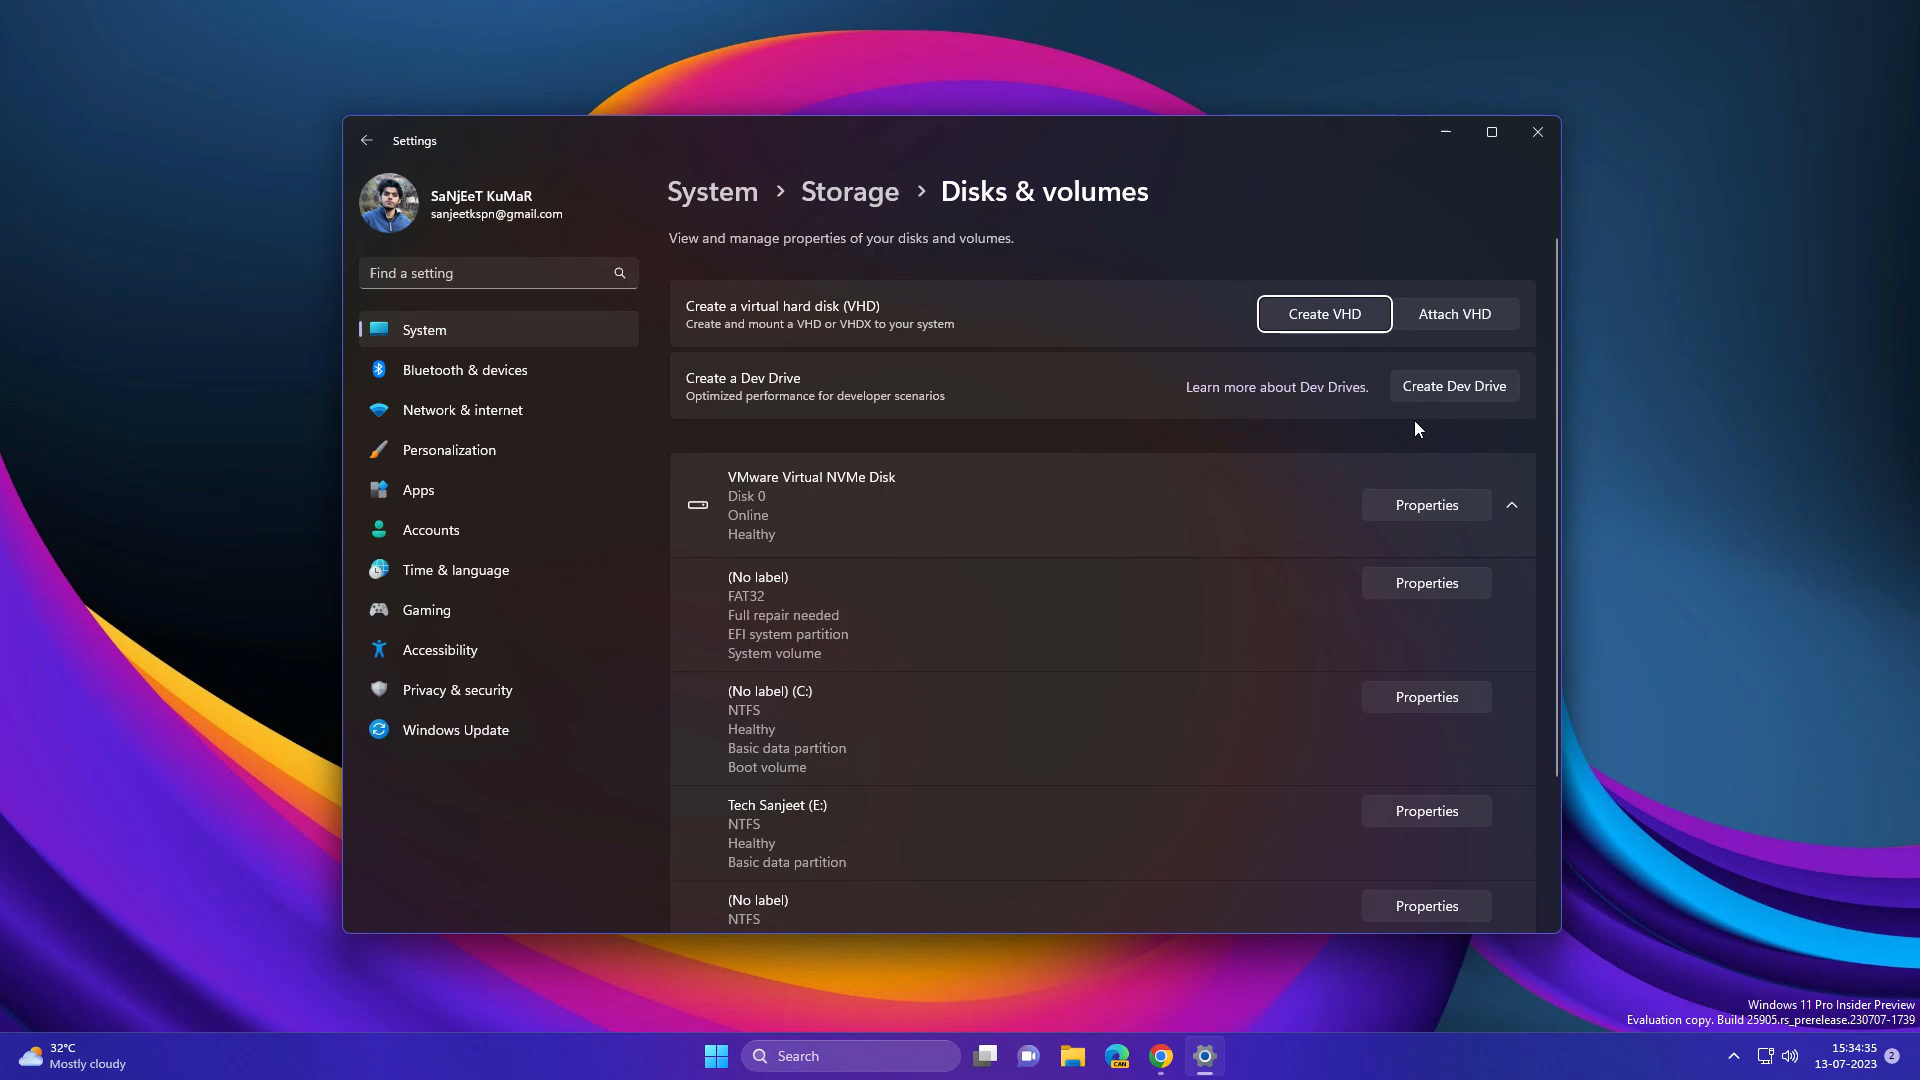 Settings
SaNjEeT KuMaR
sanjeetkspn@gmail.com
Find a setting
System
Bluetooth & devices
Network & internet
Personalization
Apps
Accounts
Time & language
Gaming
Accessibility
Privacy & security
Windows Update
System > Storage > Disks & volumes
View and manage properties of your disks and volumes.
Create a virtual hard disk (VHD)
Create and mount a VHD or VHDX to your system
Create VHD
Attach VHD
Create a Dev Drive
Optimized performance for developer scenarios
Learn more about Dev Drives.
Create Dev Drive
VMware Virtual NVMe Disk
Disk 0
Online
Healthy
Properties
(No label)
FAT32
Full repair needed
EFI system partition
System volume
Properties
(No label) (C:)
NTFS
Healthy
Basic data partition
Boot volume
Properties
Tech Sanjeet (E:)
NTFS
Healthy
Basic data partition
Properties
(No label)
NTFS
Properties
Windows 11 Pro Insider Preview
Evaluation copy. Build 25905.rs_prerelease.230707-1739
32°C
Mostly cloudy
Search
CAN
15:34:35
13-07-2023
2